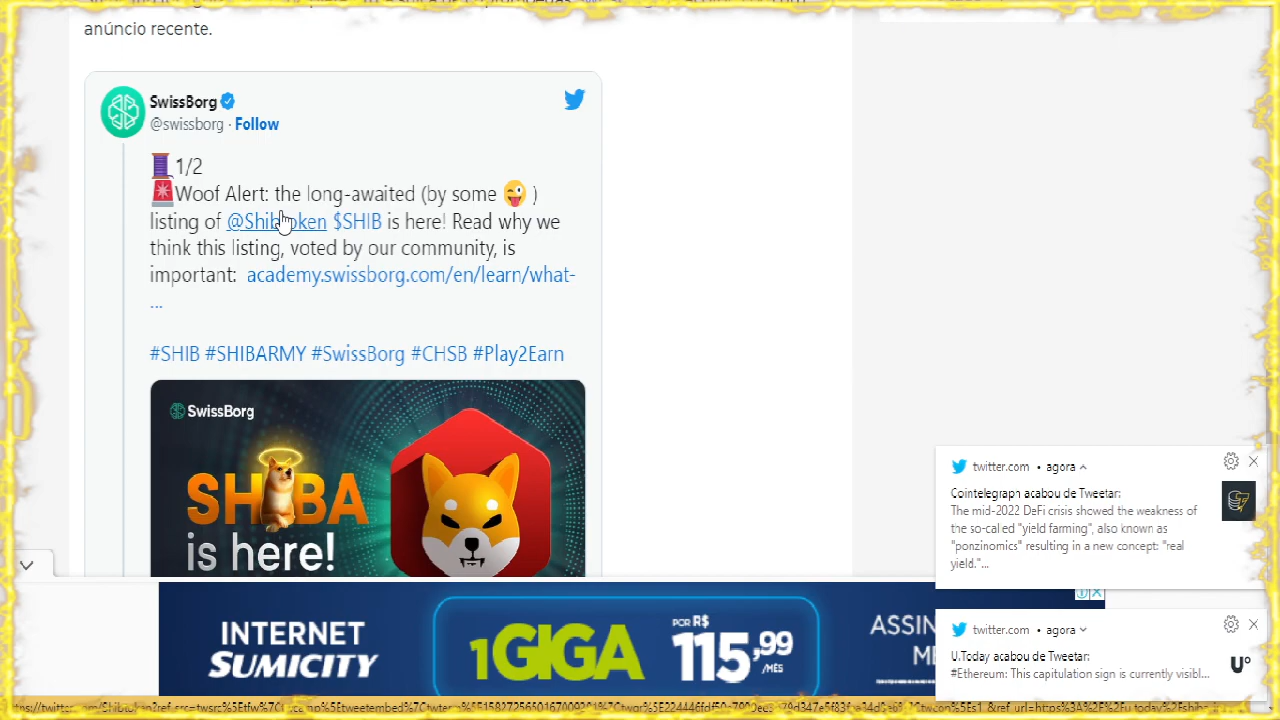 anúncio recente.
SwissBorg
@swissborg · Follow
🧵1/2
🚨Woof Alert: the long-awaited (by some 😜 )
listing of @Shibtoken $SHIB is here! Read why we
think this listing, voted by our community, is
important: academy.swissborg.com/en/learn/what-
...
#SHIB #SHIBARMY #SwissBorg #CHSB #Play2Earn
SwissBorg
SHIBA
is here!
twitter.com • agora
Cointelegraph acabou de Tweetar:
The mid-2022 DeFi crisis showed the weakness of
the so-called "yield farming", also known as
"ponzinomics" resulting in a new concept: "real
yield."...
INTERNET
SUMICITY
1GIGA
POR R$
115,99
/MÊS
ASSIN
twitter.com • agora
U.Today acabou de Tweetar:
#Ethereum: This capitulation sign is currently visibl...
U°